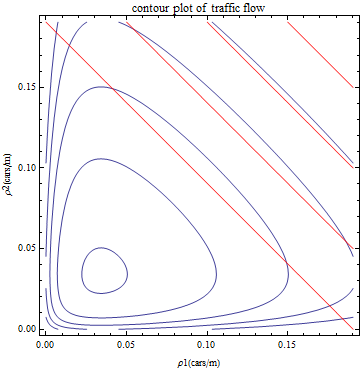 contour plot of traffic flow
0.15
0.10
0.05
0.00
ρ2(cars/m)
0.00 0.05 0.10 0.15
ρ1(cars/m)